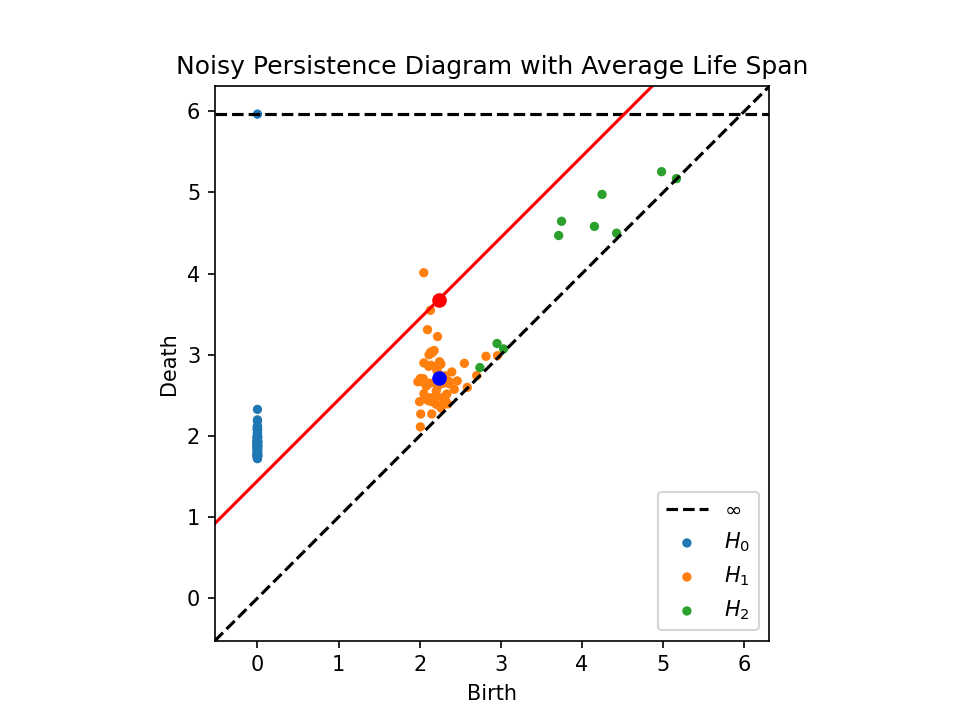 Noisy Persistence Diagram with Average Life Span
Death
6
5
4
3
2
1
0
0 1 2 3 4 5 6
Birth
∞
H₀
H₁
H₂